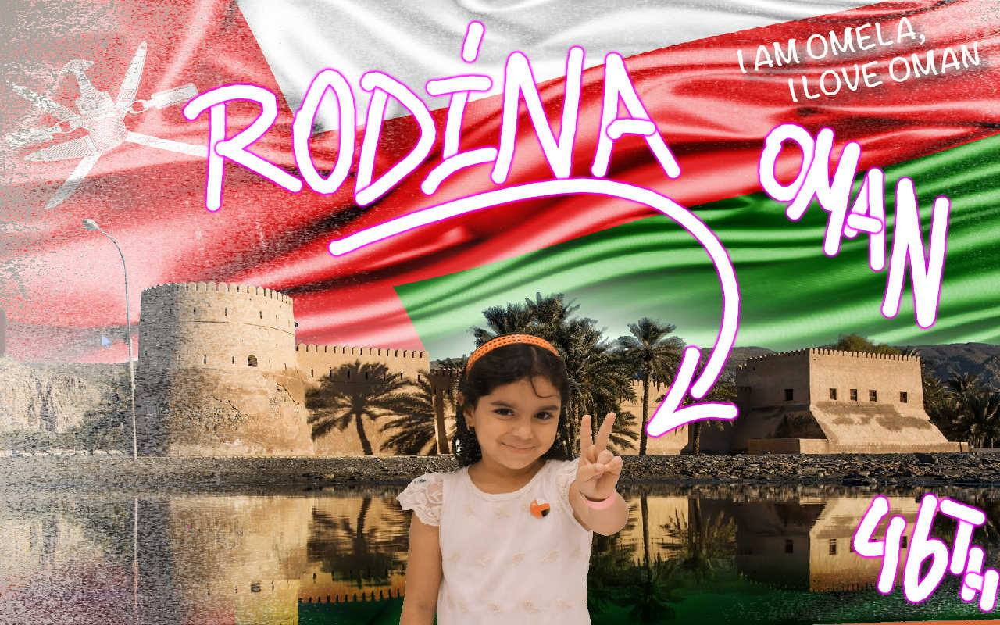 RODINA
I AM OMELA,
I LOVE OMAN
OMAN
46TH